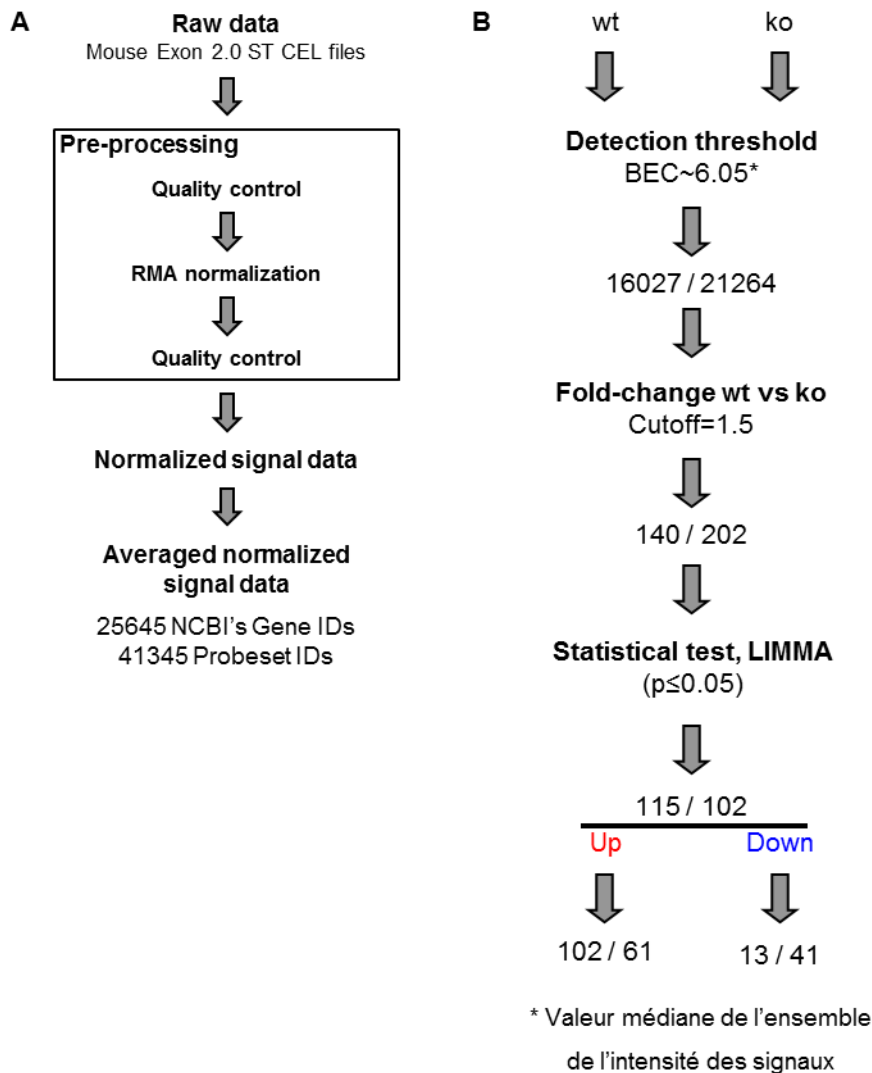 A
Raw data
Mouse Exon 2.0 ST CEL files
Pre-processing
Quality control
RMA normalization
Quality control
Normalized signal data
Averaged normalized
signal data
25645 NCBI's Gene IDs
41345 Probeset IDs
B
wt ko
Detection threshold
BEC~6.05*
16027 / 21264
Fold-change wt vs ko
Cutoff=1.5
140 / 202
Statistical test, LIMMA
(p≤0.05)
115 / 102
Up Down
102 / 61 13 / 41
* Valeur médiane de l'ensemble
de l'intensité des signaux